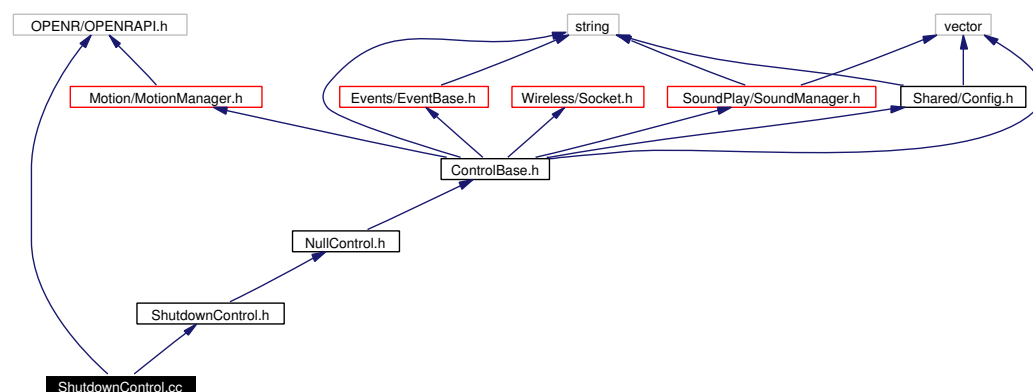 OPENR/OPENRAPI.h
string
vector
Motion/MotionManager.h
Events/EventBase.h
Wireless/Socket.h
SoundPlay/SoundManager.h
Shared/Config.h
ControlBase.h
NullControl.h
ShutdownControl.h
ShutdownControl.cc